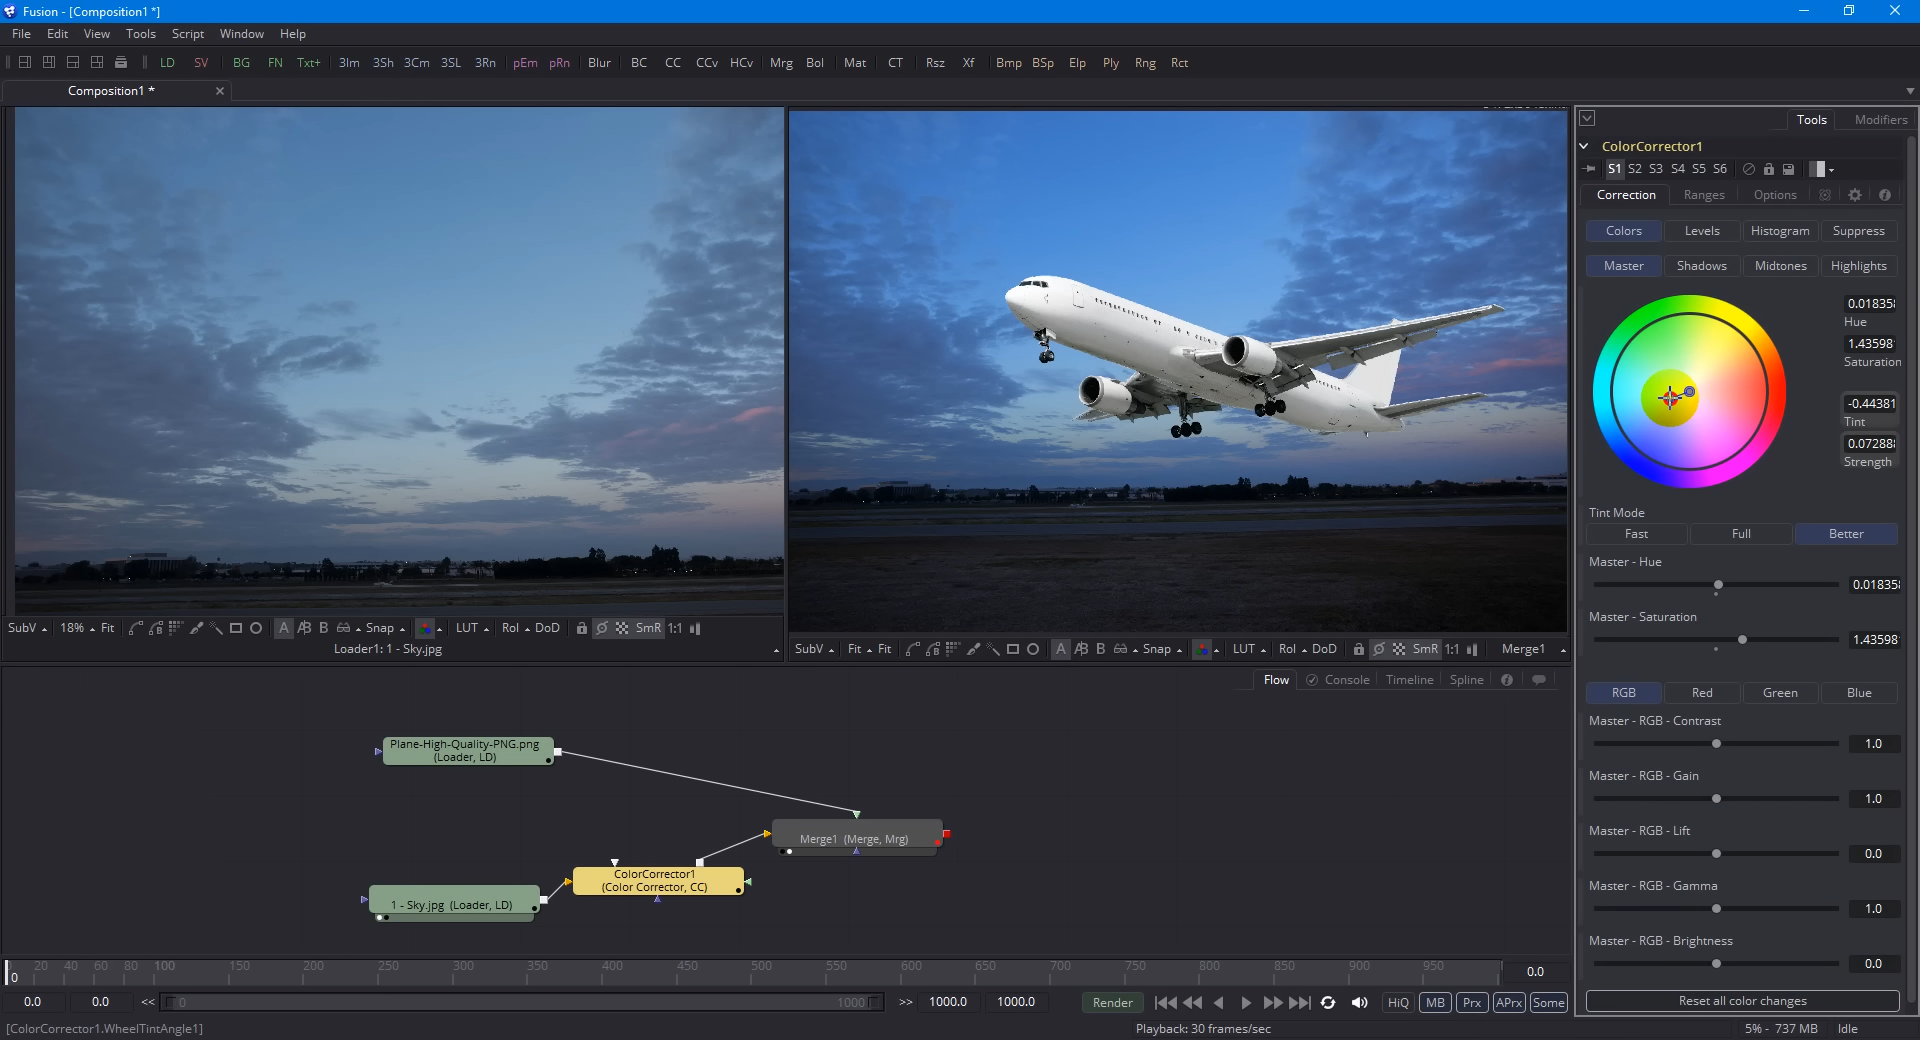 Fusion - [Composition1 *]
File Edit View Tools Script Window Help
LD SV BG FN Txt+ 3Im 3Sh 3Cm 3SL 3Rn pEm pRn Blur BC CC CCv HCv Mrg Bol Mat CT Rsz Xf Bmp BSp Elp Ply Rng Rct
Composition1 *
Tools Modifiers
ColorCorrector1
S1 S2 S3 S4 S5 S6
Correction Ranges Options
Colors Levels Histogram Suppress
Master Shadows Midtones Highlights
0.01835
Hue
1.43598
Saturation
-0.44381
Tint
0.07288
Strength
Tint Mode
Fast Full Better
Master - Hue
0.01835
Master - Saturation
1.43598
RGB Red Green Blue
Master - RGB - Contrast
1.0
Master - RGB - Gain
1.0
Master - RGB - Lift
0.0
Master - RGB - Gamma
1.0
Master - RGB - Brightness
0.0
Reset all color changes
SubV 18% Fit A A/B B Snap LUT RoI DoD SmR 1:1
Loader1: 1 - Sky.jpg
SubV Fit Fit A A/B B Snap LUT RoI DoD SmR 1:1 Merge1
Flow Console Timeline Spline
Plane-High-Quality-PNG.png
(Loader, LD)
Merge1 (Merge, Mrg)
ColorCorrector1
(Color Corrector, CC)
1 - Sky.jpg (Loader, LD)
0 20 40 60 80 100 150 200 250 300 350 400 450 500 550 600 650 700 750 800 850 900 950
0.0
0.0 0.0 << 0 1000 >> 1000.0 1000.0 Render HiQ MB Prx APrx Some
[ColorCorrector1.WheelTintAngle1]
Playback: 30 frames/sec
5% - 737 MB Idle